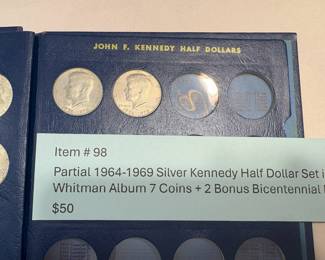 JOHN F. KENNEDY HALF DOLLARS
Item # 98
Partial 1964-1969 Silver Kennedy Half Dollar Set i
Whitman Album 7 Coins + 2 Bonus Bicentennial
$50